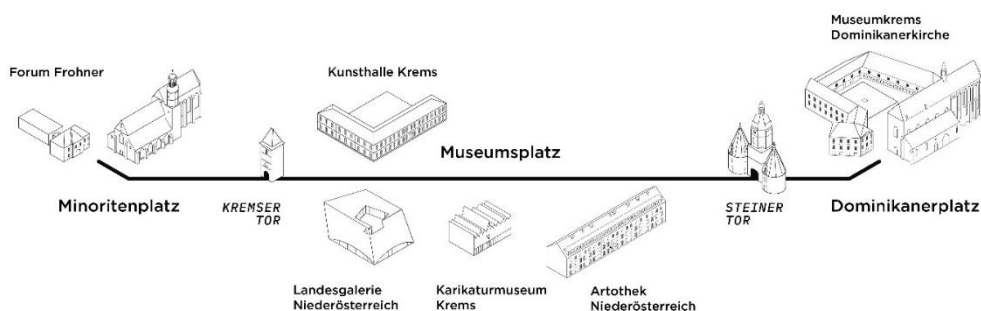 Museumkrems
Dominikanerkirche
Forum Frohner
Kunsthalle Krems
Museumsplatz
Minoritenplatz
KREMSER
TOR
STEINER
TOR
Dominikanerplatz
Landesgalerie
Niederösterreich
Karikaturmuseum
Krems
Artothek
Niederösterreich